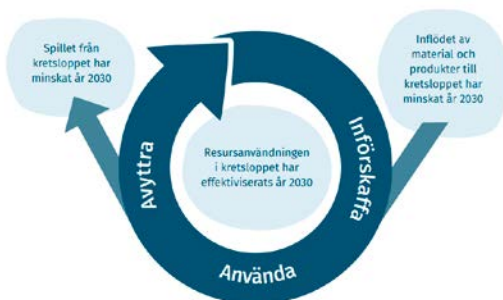 Spillet från
kretsloppet har
minskat år 2030
Inflödet av
material och
produkter till
kretsloppet har
minskat år 2030
Resursanvändningen
i kretsloppet har
effektiviserats år 2030
Avyttra
Införskaffa
Använda